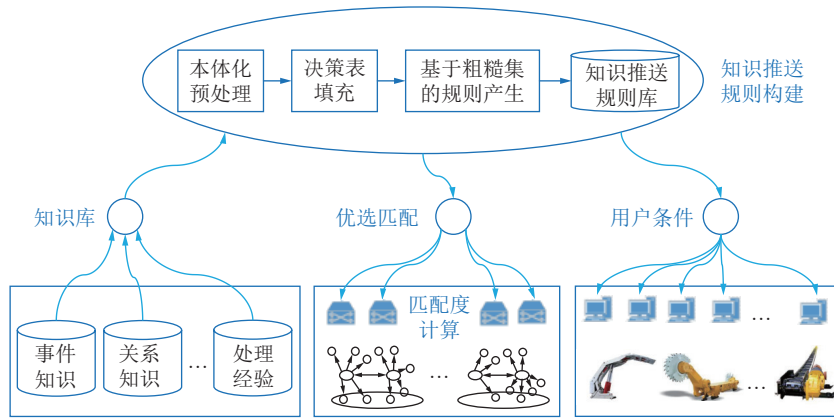 本体化
预处理
决策表
填充
基于粗糙集
的规则产生
知识推送
规则库
知识推送
规则构建
知识库
优选匹配
用户条件
匹配度
计算
事件
知识
关系
知识
…
处理
经验
…
…
…